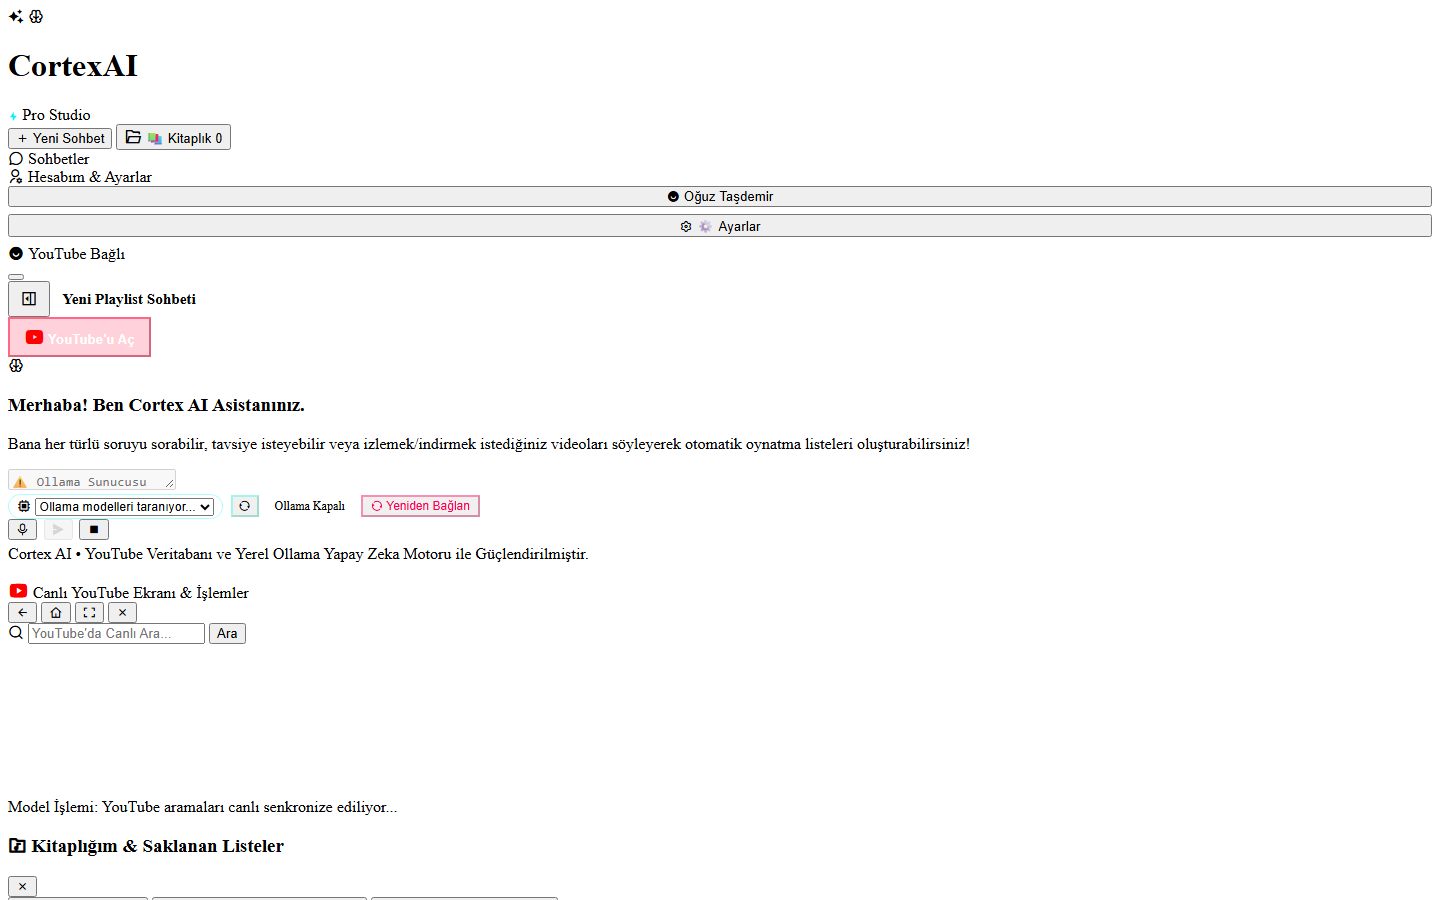 CortexAI
Pro Studio
+ Yeni Sohbet Kitaplık 0
Sohbetler
Hesabım & Ayarlar
Oğuz Taşdemir
Ayarlar
YouTube Bağlı
Yeni Playlist Sohbeti
YouTube'u Aç
Merhaba! Ben Cortex AI Asistanınız.
Bana her türlü soruyu sorabilir, tavsiye isteyebilir veya izlemek/indirmek istediğiniz videoları söyleyerek otomatik oynatma listeleri oluşturabilirsiniz!
Ollama Sunucusu
Ollama modelleri taranıyor... Ollama Kapalı Yeniden Bağlan
Cortex AI • YouTube Veritabanı ve Yerel Ollama Yapay Zeka Motoru ile Güçlendirilmiştir.
Canlı YouTube Ekranı & İşlemler
YouTube'da Canlı Ara... Ara
Model İşlemi: YouTube aramaları canlı senkronize ediliyor...
Kitaplığım & Saklanan Listeler